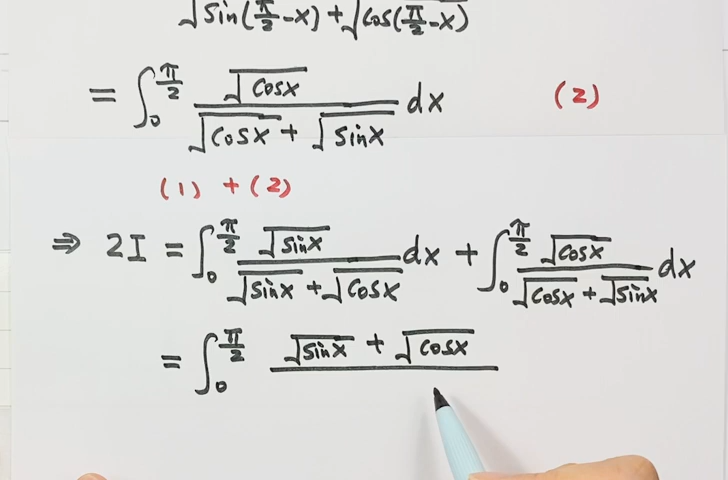 √sin(π/2-x) + √cos(π/2-x)
= ∫₀^(π/2) √cosx / (√cosx + √sinx) dx (2)
(1) + (2)
⇒ 2I = ∫₀^(π/2) √sinx / (√sinx + √cosx) dx + ∫₀^(π/2) √cosx / (√cosx + √sinx) dx
= ∫₀^(π/2) √sinx + √cosx